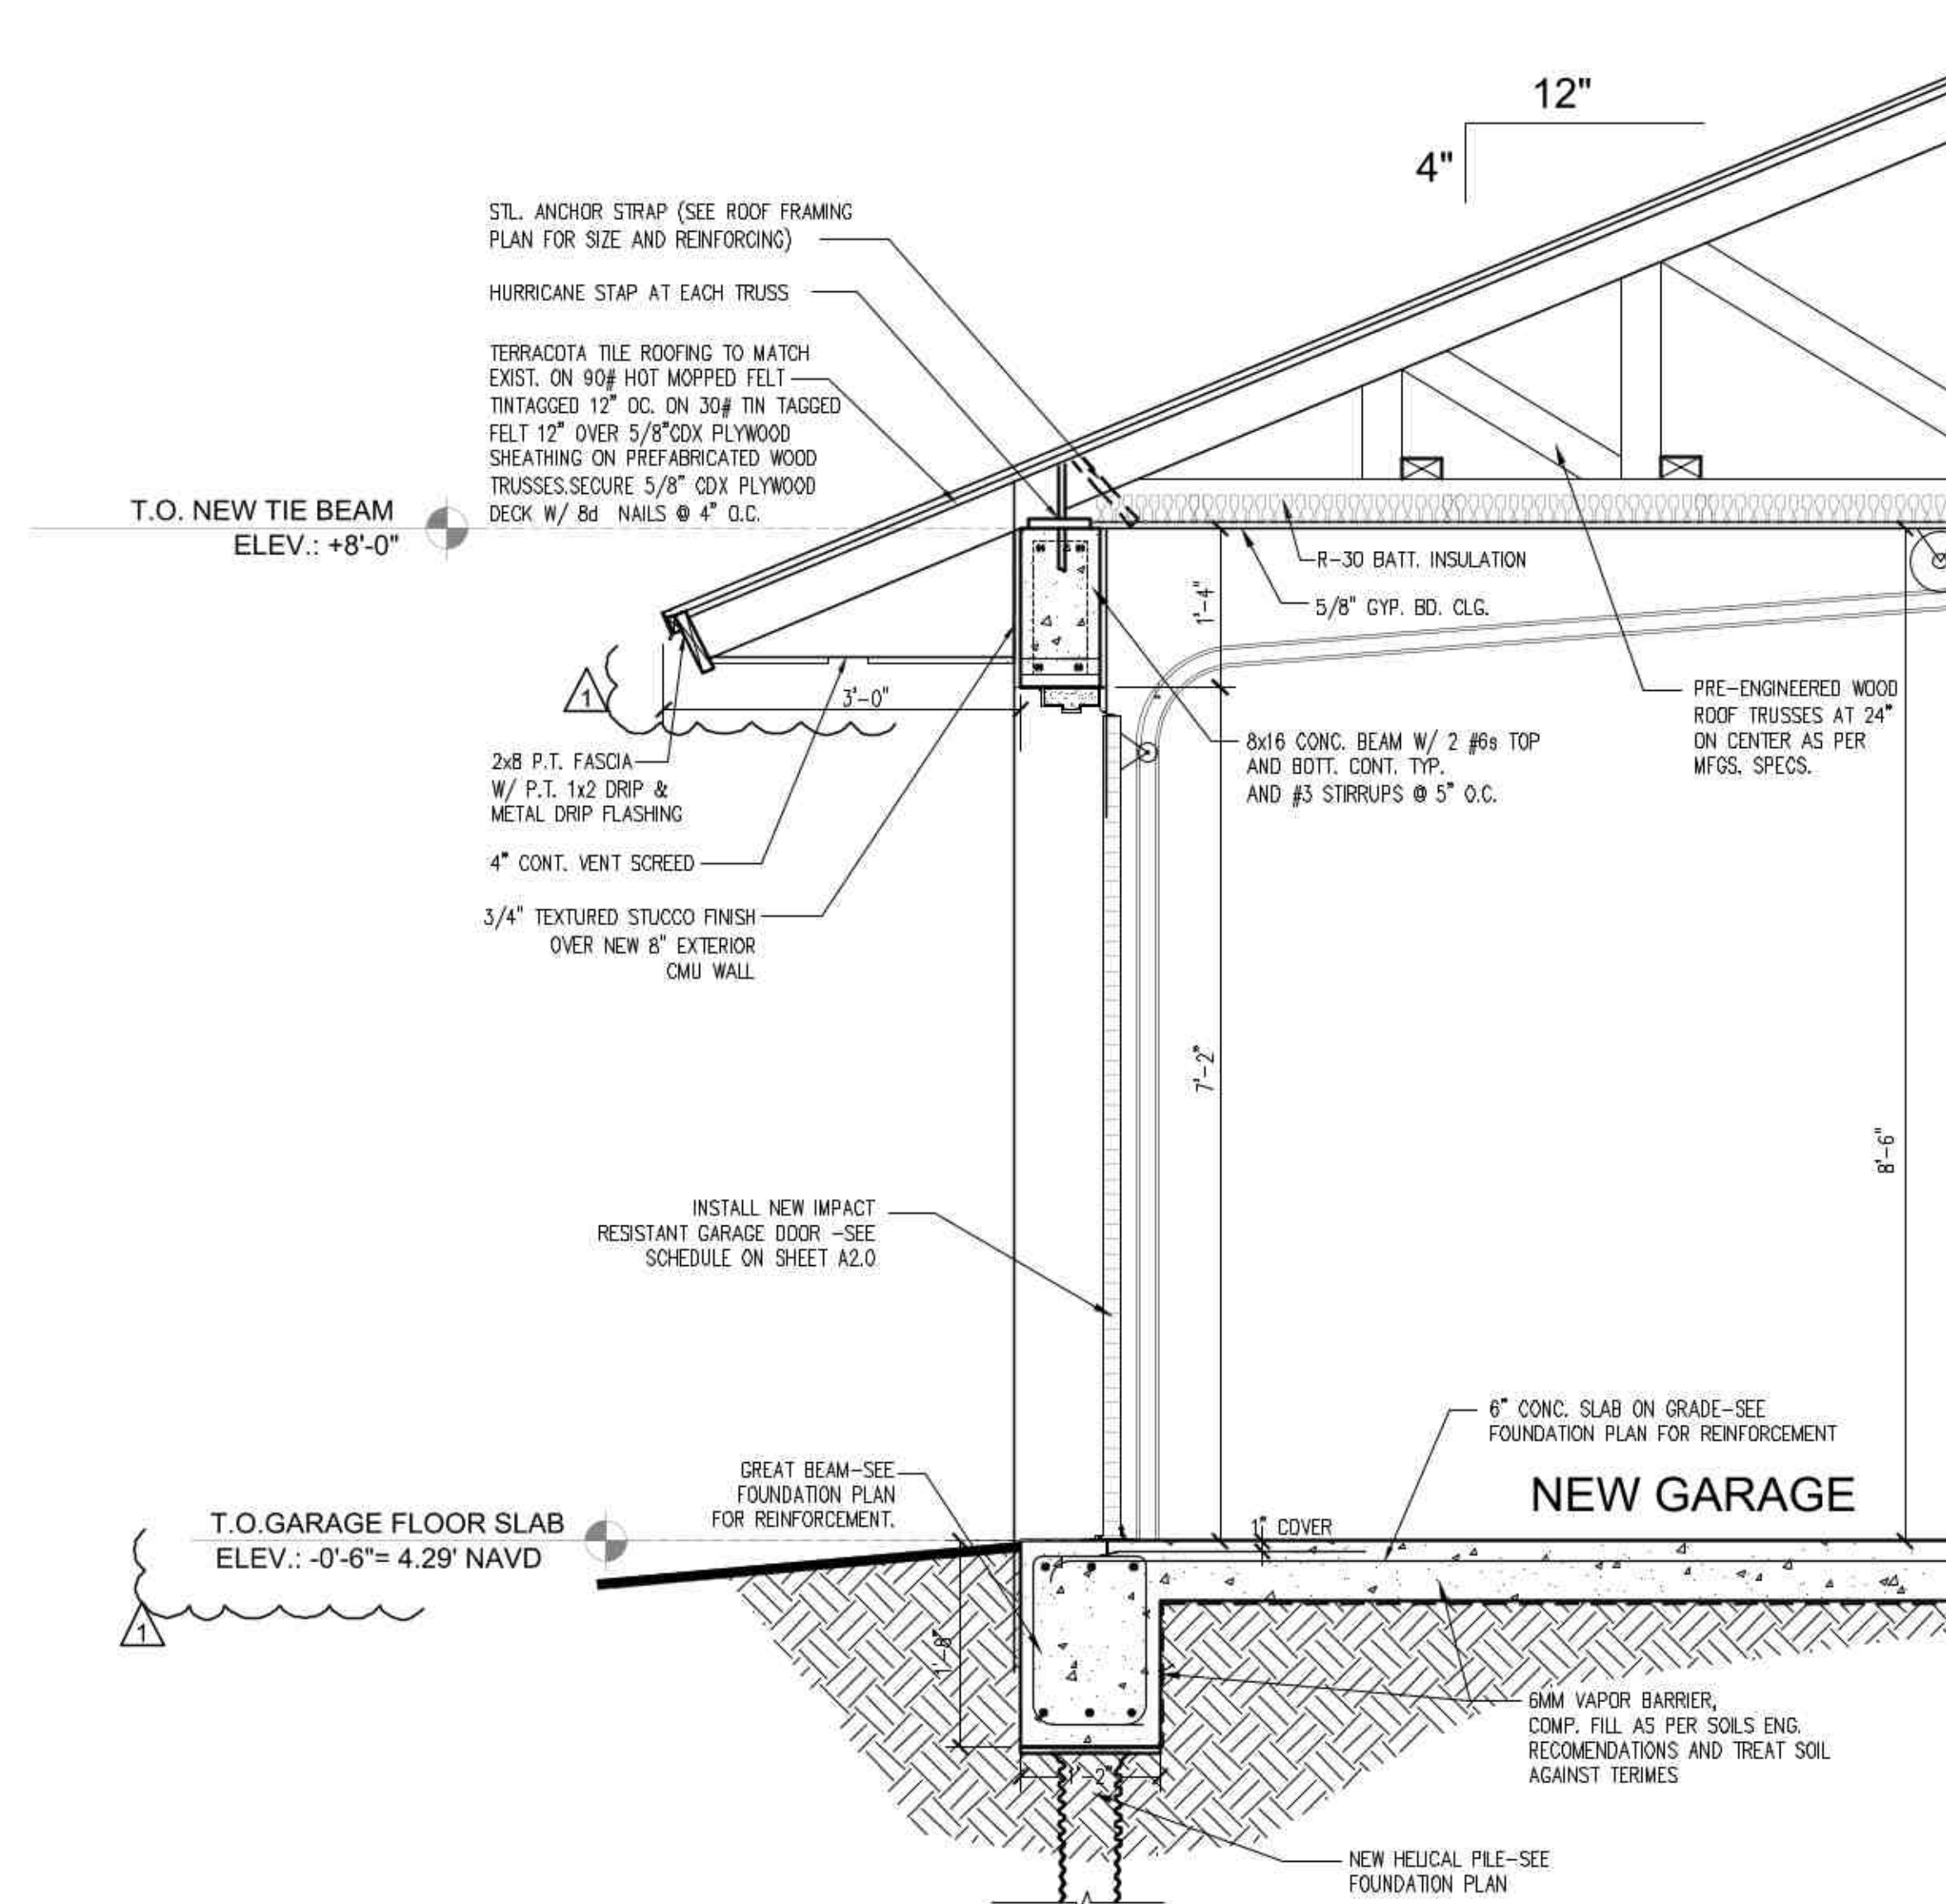 12"
4"
STL. ANCHOR STRAP (SEE ROOF FRAMING
PLAN FOR SIZE AND REINFORCING)
HURRICANE STAP AT EACH TRUSS
TERRACOTA TILE ROOFING TO MATCH
EXIST. ON 90# HOT MOPPED FELT
TINTAGGED 12" OC. ON 30# TIN TAGGED
FELT 12" OVER 5/8"CDX PLYWOOD
SHEATHING ON PREFABRICATED WOOD
TRUSSES.SECURE 5/8" CDX PLYWOOD
DECK W/ 8d NAILS @ 4" O.C.
T.O. NEW TIE BEAM
ELEV.: +8'-0"
R-30 BATT. INSULATION
5/8" GYP. BD. CLG.
1'-4"
1
3'-0"
PRE-ENGINEERED WOOD
ROOF TRUSSES AT 24"
ON CENTER AS PER
MFGS. SPECS.
8x16 CONC. BEAM W/ 2 #6s TOP
AND BOTT. CONT. TYP.
AND #3 STIRRUPS @ 5" O.C.
2x8 P.T. FASCIA
W/ P.T. 1x2 DRIP &
METAL DRIP FLASHING
4" CONT. VENT SCREED
3/4" TEXTURED STUCCO FINISH
OVER NEW 8" EXTERIOR
CMU WALL
7'-2"
8'-6"
INSTALL NEW IMPACT
RESISTANT GARAGE DOOR -SEE
SCHEDULE ON SHEET A2.0
6" CONC. SLAB ON GRADE-SEE
FOUNDATION PLAN FOR REINFORCEMENT
NEW GARAGE
GREAT BEAM-SEE
FOUNDATION PLAN
FOR REINFORCEMENT.
T.O.GARAGE FLOOR SLAB
ELEV.: -0'-6"= 4.29' NAVD
1" COVER
1
1'-8"
6MM VAPOR BARRIER,
COMP. FILL AS PER SOILS ENG.
RECOMENDATIONS AND TREAT SOIL
AGAINST TERIMES
1'-2"
NEW HELICAL PILE-SEE
FOUNDATION PLAN